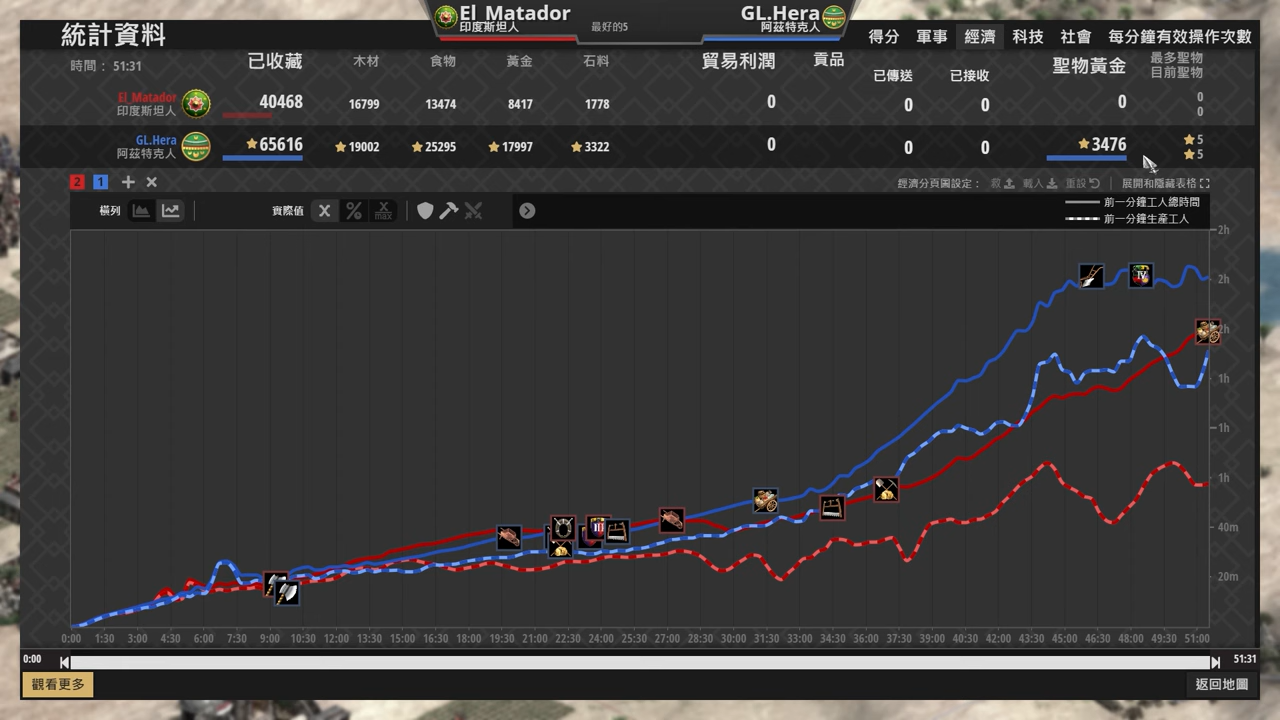 El_Matador
印度斯坦人
最好的5
GL.Hera
阿茲特克人
統計資料
得分 軍事 經濟 科技 社會 每分鐘有效操作次數
時間： 51:31
已收藏 木材 食物 黃金 石料 貿易利潤 貢品 已傳送 已接收 聖物黃金 最多聖物
目前聖物
El_Matador
印度斯坦人
40468 16799 13474 8417 1778 0 0 0 0 0
0
GL.Hera
阿茲特克人
65616 19002 25295 17997 3322 0 0 0 3476 5
5
2 1
經濟分頁圖設定： 載入 重設 | 展開和隱藏表格
橫列 實際值 X % X
max
前一分鐘工人總時間
前一分鐘生產工人
2h
2h
2h
1h
1h
1h
40m
20m
IV
III
0:00 1:30 3:00 4:30 6:00 7:30 9:00 10:30 12:00 13:30 15:00 16:30 18:00 19:30 21:00 22:30 24:00 25:30 27:00 28:30 30:00 31:30 33:00 34:30 36:00 37:30 39:00 40:30 42:00 43:30 45:00 46:30 48:00 49:30 51:00
0:00 51:31
觀看更多 返回地圖